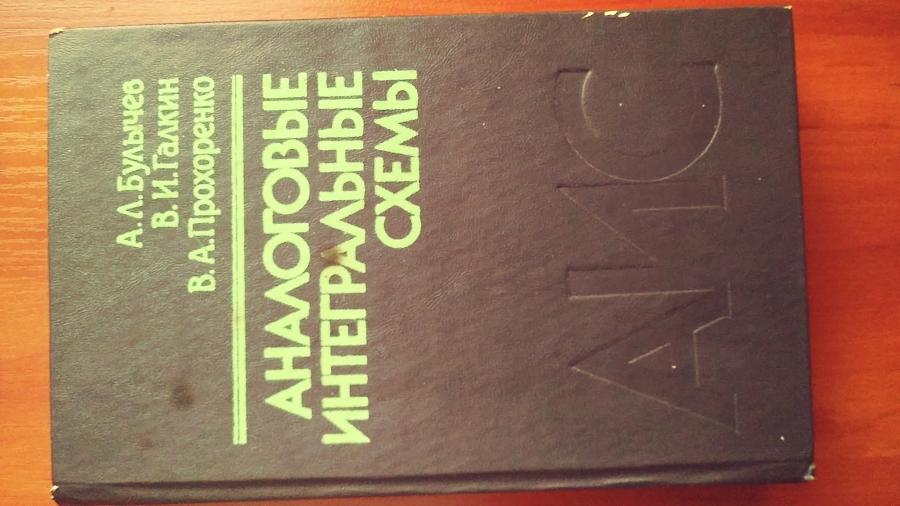 А.Л.Булычев
В.И.Галкин
В.А.Прохоренко
АНАЛОГОВЫЕ
ИНТЕГРАЛЬНЫЕ
СХЕМЫ
АИС